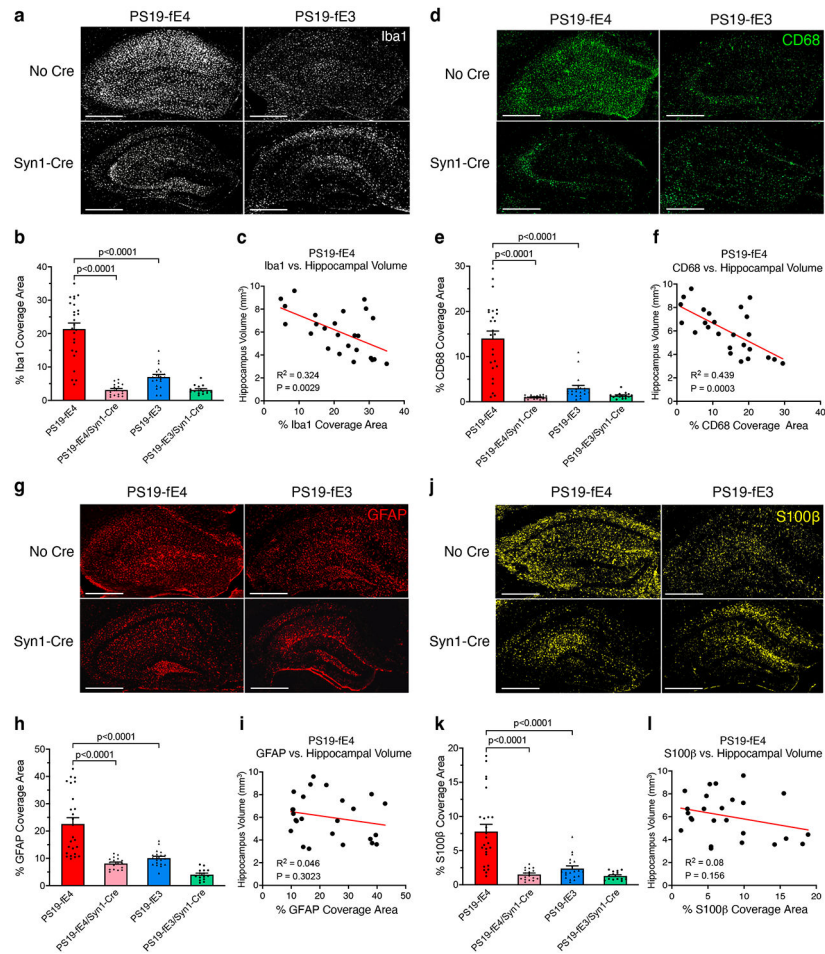 a
PS19-fE4
PS19-fE3
Iba1
No Cre
Syn1-Cre
b
p<0.0001
p<0.0001
% Iba1 Coverage Area
40
30
20
10
0
PS19-fE4
PS19-fE4/Syn1-Cre
PS19-fE3
PS19-fE3/Syn1-Cre
c
PS19-fE4
Iba1 vs. Hippocampal Volume
Hippocampus Volume (mm³)
10
8
6
4
2
0
R² = 0.324
P = 0.0029
0 10 20 30 40
% Iba1 Coverage Area
d
PS19-fE4
PS19-fE3
CD68
No Cre
Syn1-Cre
e
p<0.0001
p<0.0001
% CD68 Coverage Area
30
25
20
15
10
5
0
PS19-fE4
PS19-fE4/Syn1-Cre
PS19-fE3
PS19-fE3/Syn1-Cre
f
PS19-fE4
CD68 vs. Hippocampal Volume
Hippocampus Volume (mm³)
10
8
6
4
2
0
R² = 0.439
P = 0.0003
0 10 20 30 40
% CD68 Coverage Area
g
PS19-fE4
PS19-fE3
GFAP
No Cre
Syn1-Cre
h
p<0.0001
p<0.0001
% GFAP Coverage Area
50
40
30
20
10
0
PS19-fE4
PS19-fE4/Syn1-Cre
PS19-fE3
PS19-fE3/Syn1-Cre
i
PS19-fE4
GFAP vs. Hippocampal Volume
Hippocampus Volume (mm³)
10
8
6
4
2
0
R² = 0.046
P = 0.3023
0 10 20 30 40 50
% GFAP Coverage Area
j
PS19-fE4
PS19-fE3
S100β
No Cre
Syn1-Cre
k
p<0.0001
p<0.0001
% S100β Coverage Area
20
15
10
5
0
PS19-fE4
PS19-fE4/Syn1-Cre
PS19-fE3
PS19-fE3/Syn1-Cre
l
PS19-fE4
S100β vs. Hippocampal Volume
Hippocampus Volume (mm³)
10
8
6
4
2
0
R² = 0.08
P = 0.156
0 5 10 15 20
% S100β Coverage Area